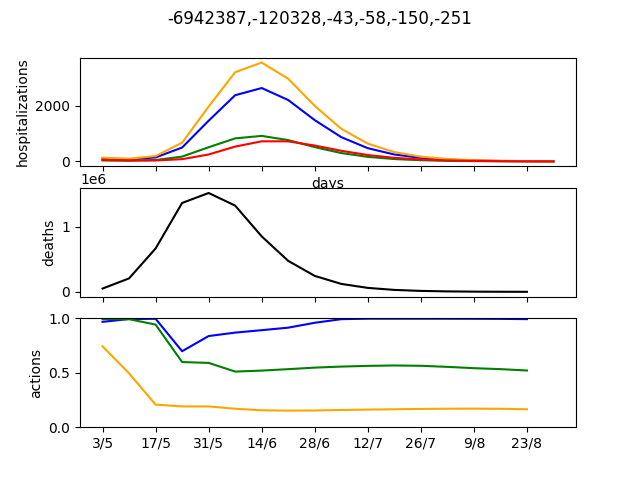 -6942387,-120328,-43,-58,-150,-251
hospitalizations
2000
0
days
1e6
deaths
1
0
actions
1.0
0.5
0.0
3/5 17/5 31/5 14/6 28/6 12/7 26/7 9/8 23/8